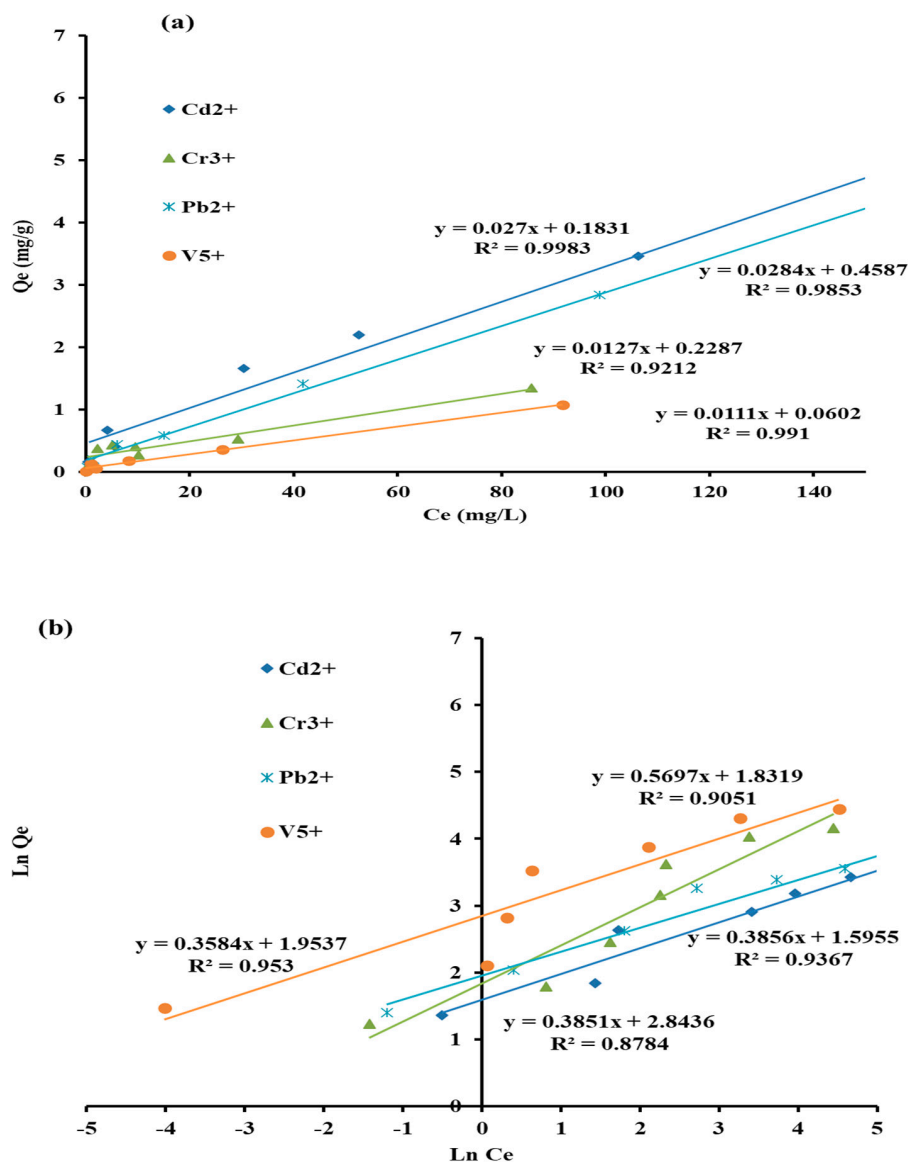 (a)
7
6
5
4
3
2
1
0
Qe (mg/g)
Cd2+
Cr3+
Pb2+
V5+
y = 0.027x + 0.1831
R² = 0.9983
y = 0.0284x + 0.4587
R² = 0.9853
y = 0.0127x + 0.2287
R² = 0.9212
y = 0.0111x + 0.0602
R² = 0.991
0 20 40 60 80 100 120 140
Ce (mg/L)
(b)
7
6
5
4
3
2
1
0
Ln Qe
Cd2+
Cr3+
Pb2+
V5+
y = 0.5697x + 1.8319
R² = 0.9051
y = 0.3584x + 1.9537
R² = 0.953
y = 0.3856x + 1.5955
R² = 0.9367
y = 0.3851x + 2.8436
R² = 0.8784
-5 -4 -3 -2 -1 0 1 2 3 4 5
Ln Ce